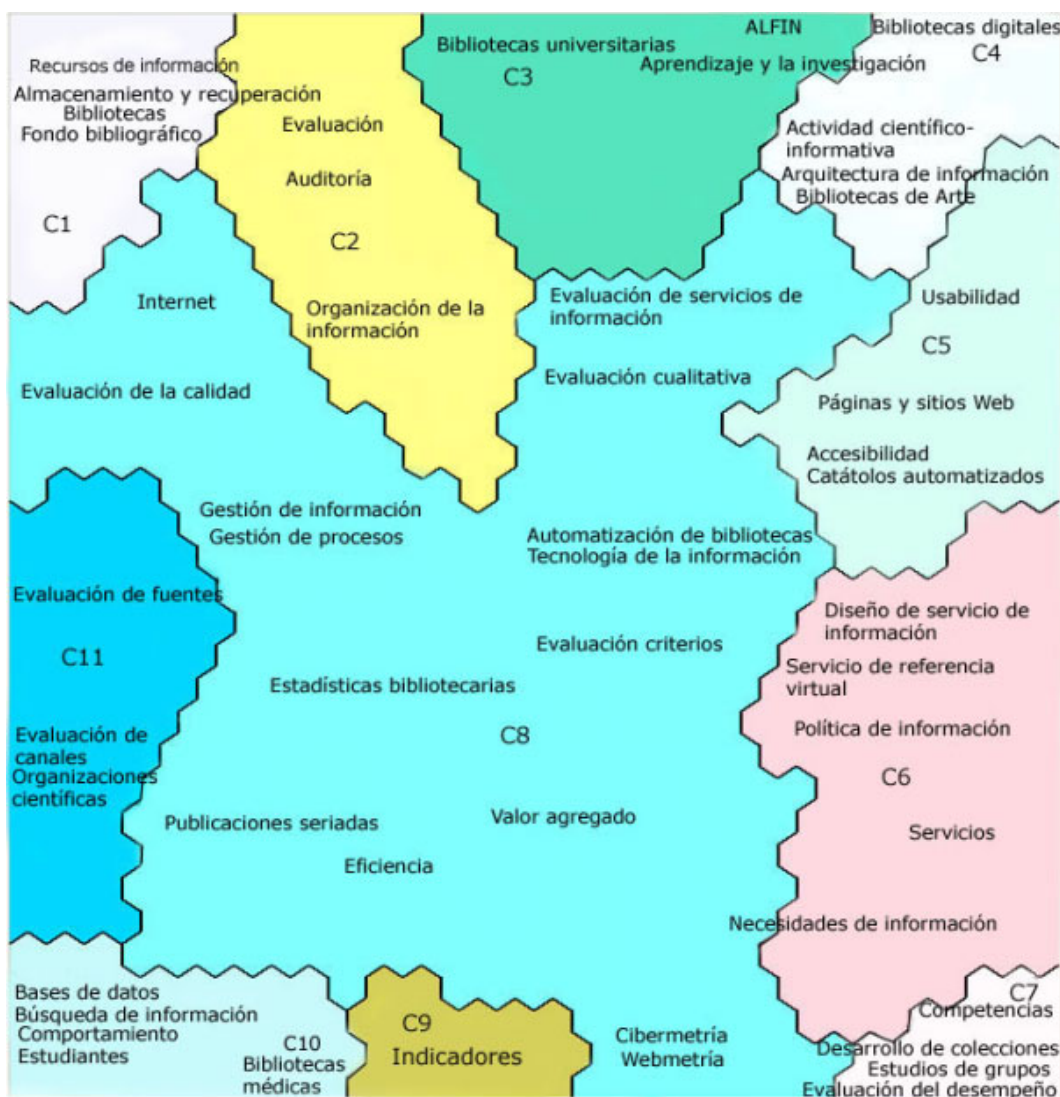 Recursos de información
Almacenamiento y recuperación
Bibliotecas
Fondo bibliográfico
C1
Evaluación
Auditoría
C2
Organización de la
información
ALFIN
Bibliotecas universitarias
C3
Aprendizaje y la investigación
Bibliotecas digitales
C4
Actividad científico-
informativa
Arquitectura de información
Bibliotecas de Arte
Internet
Evaluación de la calidad
Evaluación de servicios de
información
Evaluación cualitativa
Usabilidad
C5
Páginas y sitios Web
Accesibilidad
Catátolos automatizados
Gestión de información
Gestión de procesos
Automatización de bibliotecas
Tecnología de la información
Evaluación de fuentes
C11
Evaluación de
canales
Organizaciones
científicas
Evaluación criterios
Estadísticas bibliotecarias
C8
Publicaciones seriadas
Valor agregado
Eficiencia
Diseño de servicio de
información
Servicio de referencia
virtual
Política de información
C6
Servicios
Necesidades de información
Bases de datos
Búsqueda de información
Comportamiento
Estudiantes
C10
Bibliotecas
médicas
C9
Indicadores
Cibermetría
Webmetría
C7
Competencias
Desarrollo de colecciones
Estudios de grupos
Evaluación del desempeño